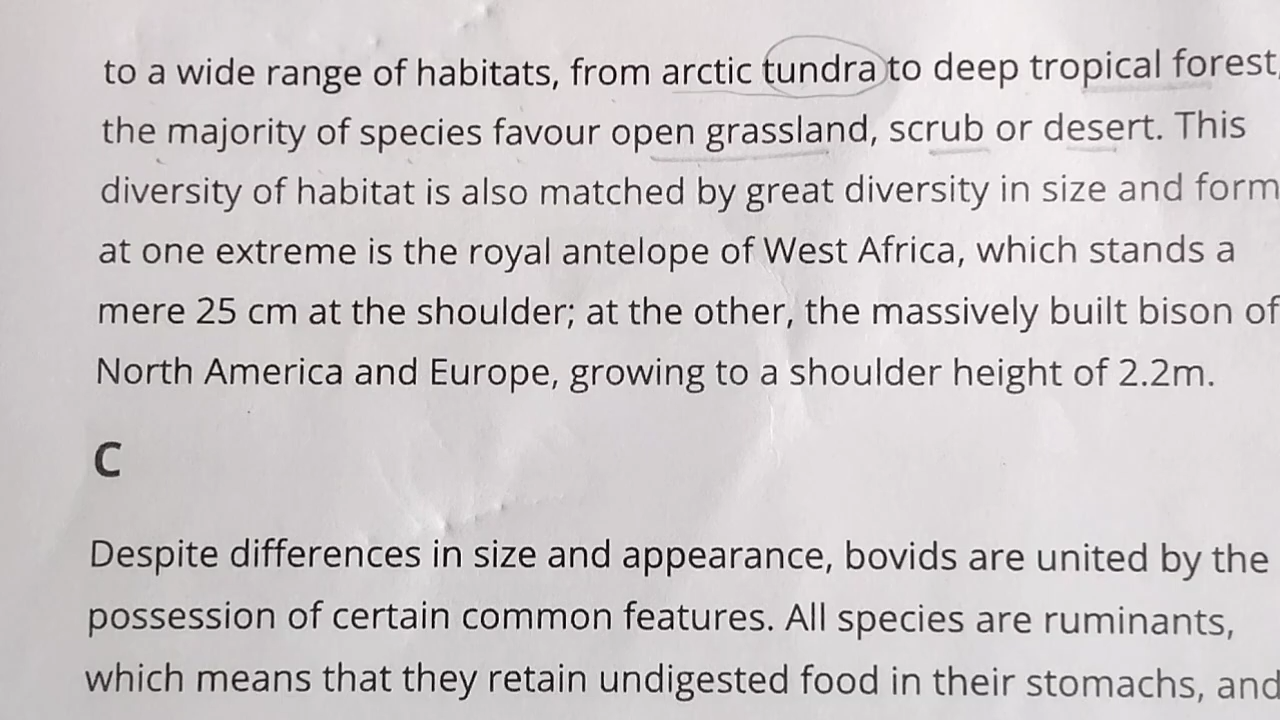 to a wide range of habitats, from arctic tundra to deep tropical forest,
the majority of species favour open grassland, scrub or desert. This
diversity of habitat is also matched by great diversity in size and form
at one extreme is the royal antelope of West Africa, which stands a
mere 25 cm at the shoulder; at the other, the massively built bison of
North America and Europe, growing to a shoulder height of 2.2m.
C
Despite differences in size and appearance, bovids are united by the
possession of certain common features. All species are ruminants,
which means that they retain undigested food in their stomachs, and